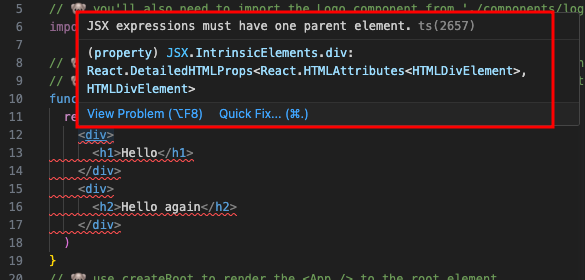 5 // 🐨 you'll also need to import the Logo component from './components/log
6 impo
JSX expressions must have one parent element. ts(2657)
(property) JSX.IntrinsicElements.div:
React.DetailedHTMLProps<React.HTMLAttributes<HTMLDivElement>,
HTMLDivElement>
View Problem (⌥F8) Quick Fix... (⌘.)
7
8 // 🐨
9 // 🐨
10 func
11 re
12 <div>
13 <h1>Hello</h1>
14 </div>
15 <div>
16 <h2>Hello again</h2>
17 </div>
18 )
19 }
20 // 🐨 use createRoot to render the <App /> to the root element